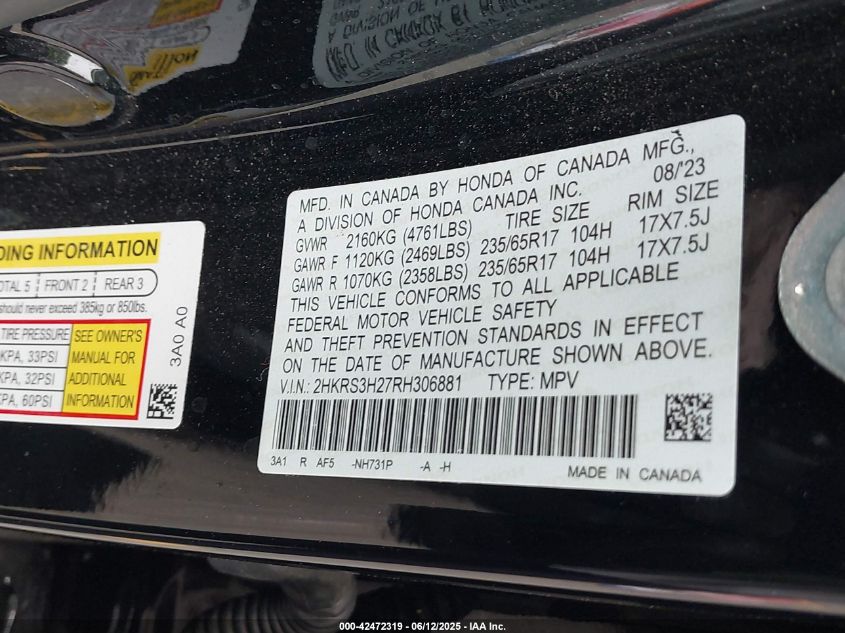 MFD. IN CANADA BY HONDA OF CANADA MFG.,
A DIVISION OF HONDA CANADA INC. 08/'23
GVWR 2160KG (4761LBS) TIRE SIZE RIM SIZE
GAWR F 1120KG (2469LBS) 235/65R17 104H 17X7.5J
GAWR R 1070KG (2358LBS) 235/65R17 104H 17X7.5J
THIS VEHICLE CONFORMS TO ALL APPLICABLE
FEDERAL MOTOR VEHICLE SAFETY
AND THEFT PREVENTION STANDARDS IN EFFECT
ON THE DATE OF MANUFACTURE SHOWN ABOVE.
V.I.N.: 2HKRS3H27RH306881 TYPE: MPV
3A1 R AF5 -NH731P -A -H
MADE IN CANADA
DING INFORMATION
OTAL 5 FRONT 2 REAR 3
should never exceed 385kg or 850lbs.
TIRE PRESSURE
KPA, 33PSI
KPA, 32PSI
KPA, 60PSI
SEE OWNER'S
MANUAL FOR
ADDITIONAL
INFORMATION
3A0 A0
000-42472319 - 06/12/2025 - IAA Inc.